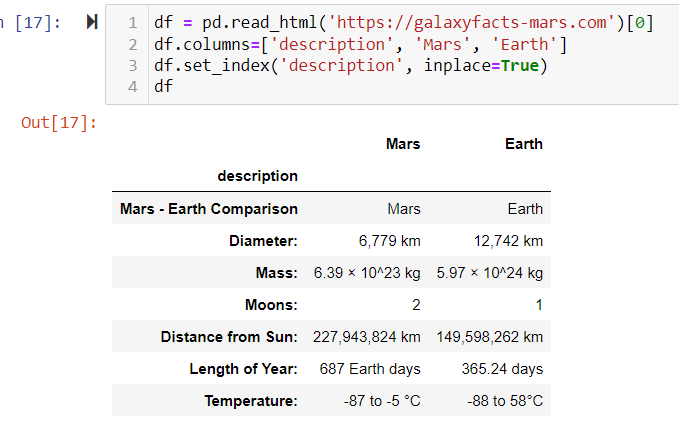 n [17]:
1 df = pd.read_html('https://galaxyfacts-mars.com')[0]
2 df.columns=['description', 'Mars', 'Earth']
3 df.set_index('description', inplace=True)
4 df
Out[17]:
Mars Earth
description
Mars - Earth Comparison Mars Earth
Diameter: 6,779 km 12,742 km
Mass: 6.39 × 10^23 kg 5.97 × 10^24 kg
Moons: 2 1
Distance from Sun: 227,943,824 km 149,598,262 km
Length of Year: 687 Earth days 365.24 days
Temperature: -87 to -5 °C -88 to 58°C